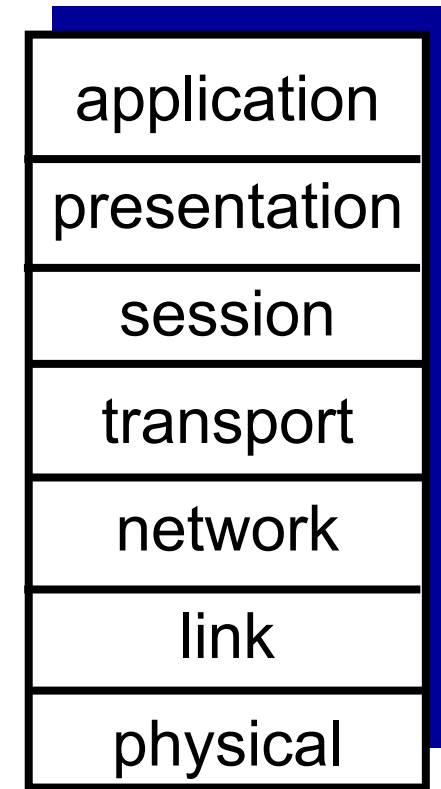 application
presentation
session
transport
network
link
physical